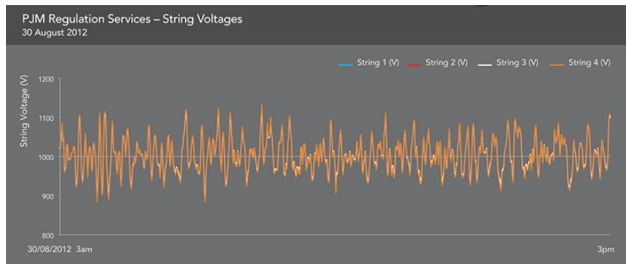 PJM Regulation Services – String Voltages
30 August 2012
String 1 (V) String 2 (V) String 3 (V) String 4 (V)
String Voltage (V)
1200
1100
1000
900
800
30/08/2012 3am 3pm